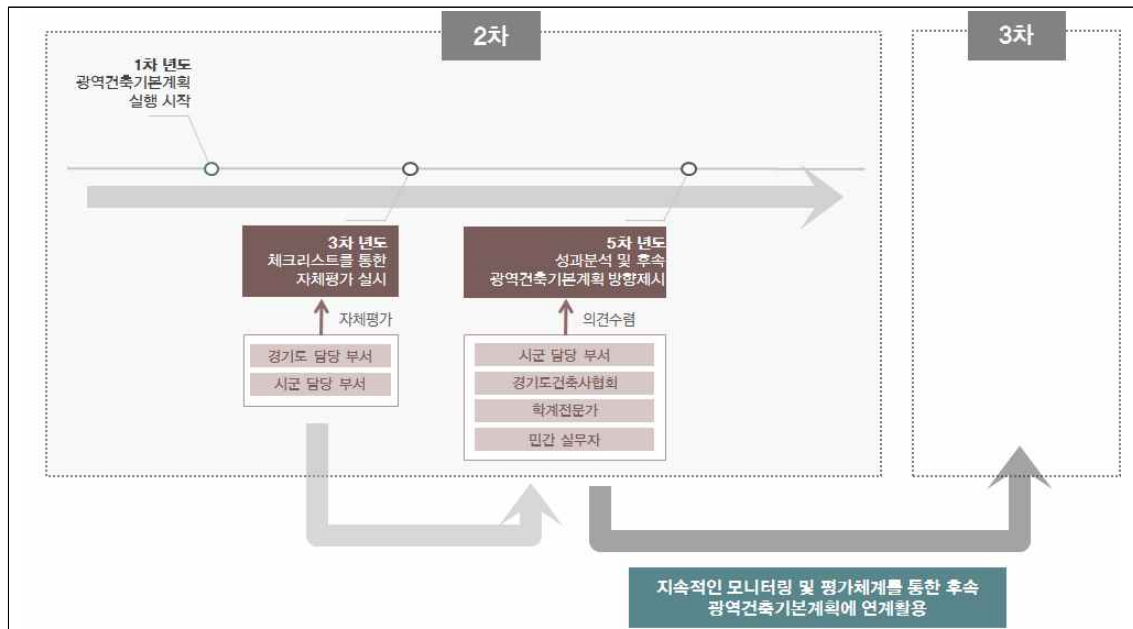 2차
3차
1차 년도
광역건축기본계획
실행 시작
3차 년도
체크리스트를 통한
자체평가 실시
5차 년도
성과분석 및 후속
광역건축기본계획 방향제시
자체평가
의견수렴
경기도 담당 부서
시군 담당 부서
시군 담당 부서
경기도건축사협회
학계전문가
민간 실무자
지속적인 모니터링 및 평가체계를 통한 후속
광역건축기본계획에 연계활용